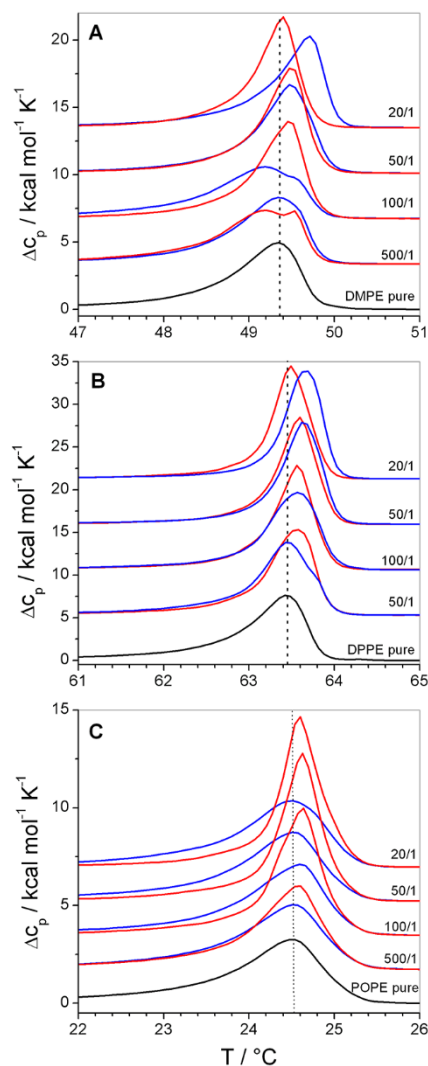 A
20
15
10
5
0
Δcₚ / kcal mol⁻¹ K⁻¹
20/1
50/1
100/1
500/1
DMPE pure
47 48 49 50 51
B
35
30
25
20
15
10
5
0
Δcₚ / kcal mol⁻¹ K⁻¹
20/1
50/1
100/1
50/1
DPPE pure
61 62 63 64 65
C
15
10
5
0
Δcₚ / kcal mol⁻¹ K⁻¹
20/1
50/1
100/1
500/1
POPE pure
22 23 24 25 26
T / °C